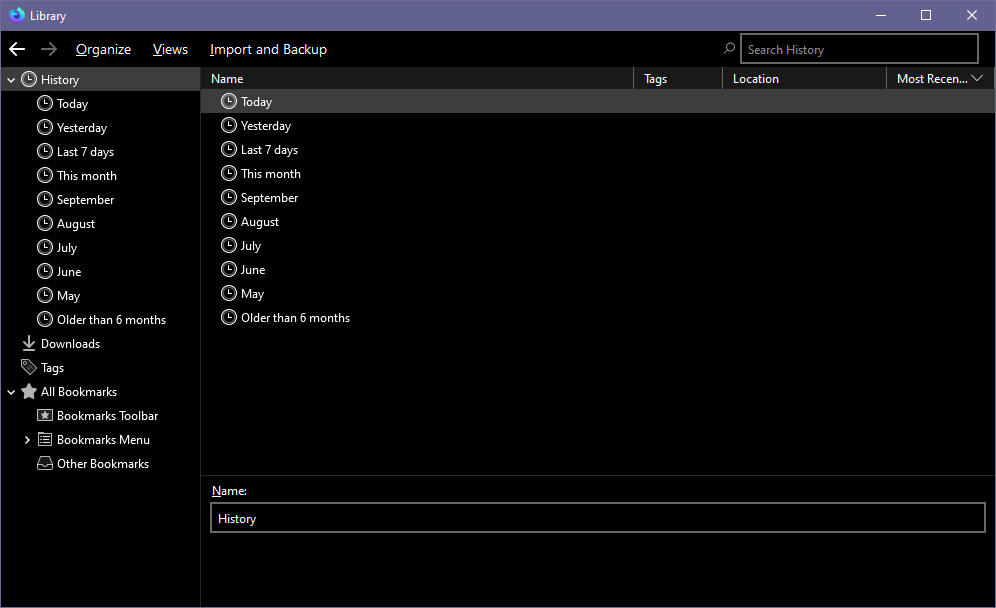 Library
Organize Views Import and Backup Search History
History
Today
Yesterday
Last 7 days
This month
September
August
July
June
May
Older than 6 months
Downloads
Tags
All Bookmarks
Bookmarks Toolbar
Bookmarks Menu
Other Bookmarks
Name Tags Location Most Recen...
Today
Yesterday
Last 7 days
This month
September
August
July
June
May
Older than 6 months
Name:
History